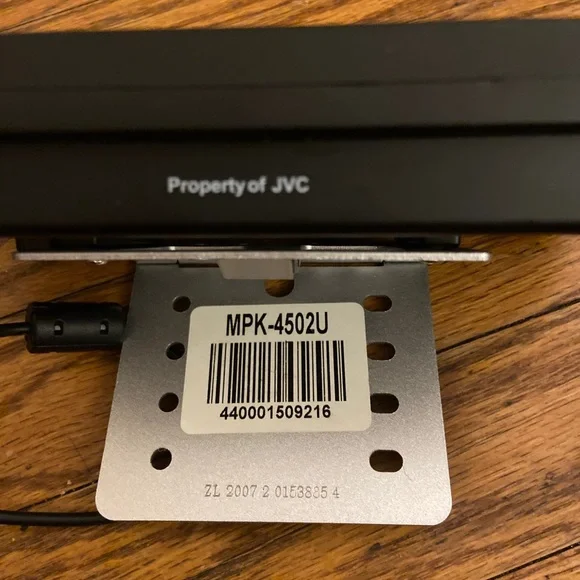 Property of JVC
MPK-4502U
440001509216
ZL 2007 2 0153885 4